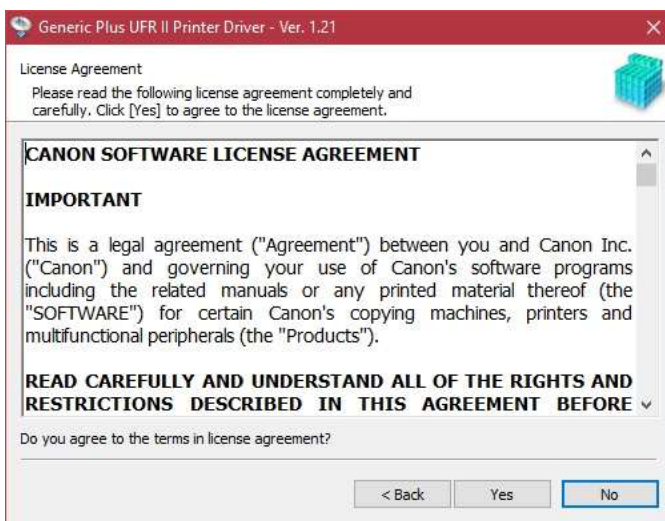 Generic Plus UFR II Printer Driver - Ver. 1.21
License Agreement
Please read the following license agreement completely and
carefully. Click [Yes] to agree to the license agreement.
CANON SOFTWARE LICENSE AGREEMENT
IMPORTANT
This is a legal agreement ("Agreement") between you and Canon Inc.
("Canon") and governing your use of Canon's software programs
including the related manuals or any printed material thereof (the
"SOFTWARE") for certain Canon's copying machines, printers and
multifunctional peripherals (the "Products").
READ CAREFULLY AND UNDERSTAND ALL OF THE RIGHTS AND
RESTRICTIONS DESCRIBED IN THIS AGREEMENT BEFORE
Do you agree to the terms in license agreement?
< Back
Yes
No